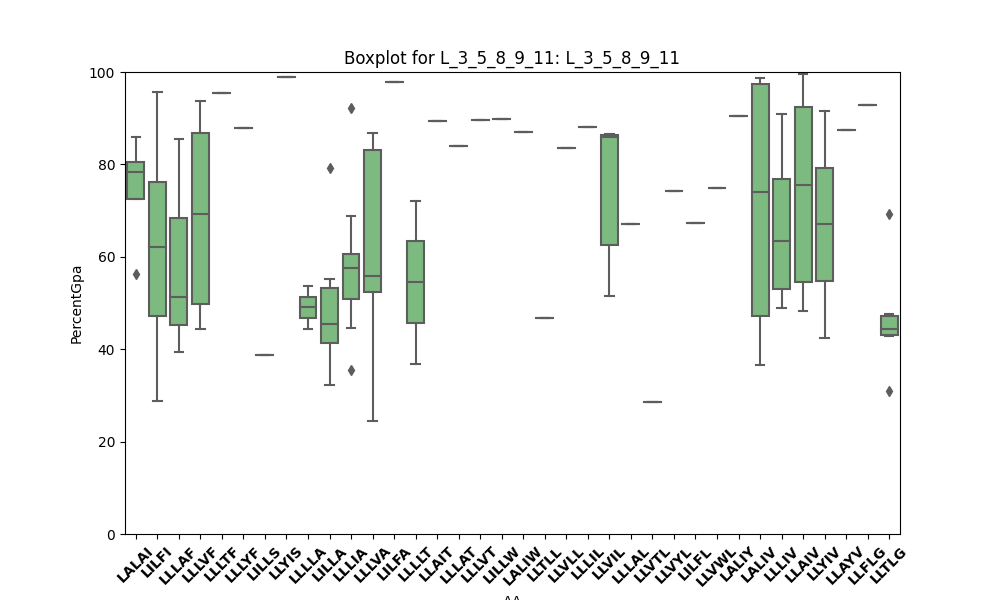 Boxplot for L_3_5_8_9_11: L_3_5_8_9_11
PercentGpa
100
80
60
40
20
0
LALAI
LILFI
LLLAF
LLLVF
LLLTF
LLLYF
LILLS
LLYIS
LLLLA
LILLA
LLLIA
LLLVA
LILFA
LLLLT
LLAIT
LLLAT
LLLVT
LILLW
LALIW
LLTLL
LLVLL
LLLIL
LLVIL
LLLAL
LLVTL
LLVYL
LILFL
LLVWL
LALIY
LALIV
LLLIV
LLAIV
LLYIV
LLAYV
LLFLG
LLTLG
AA